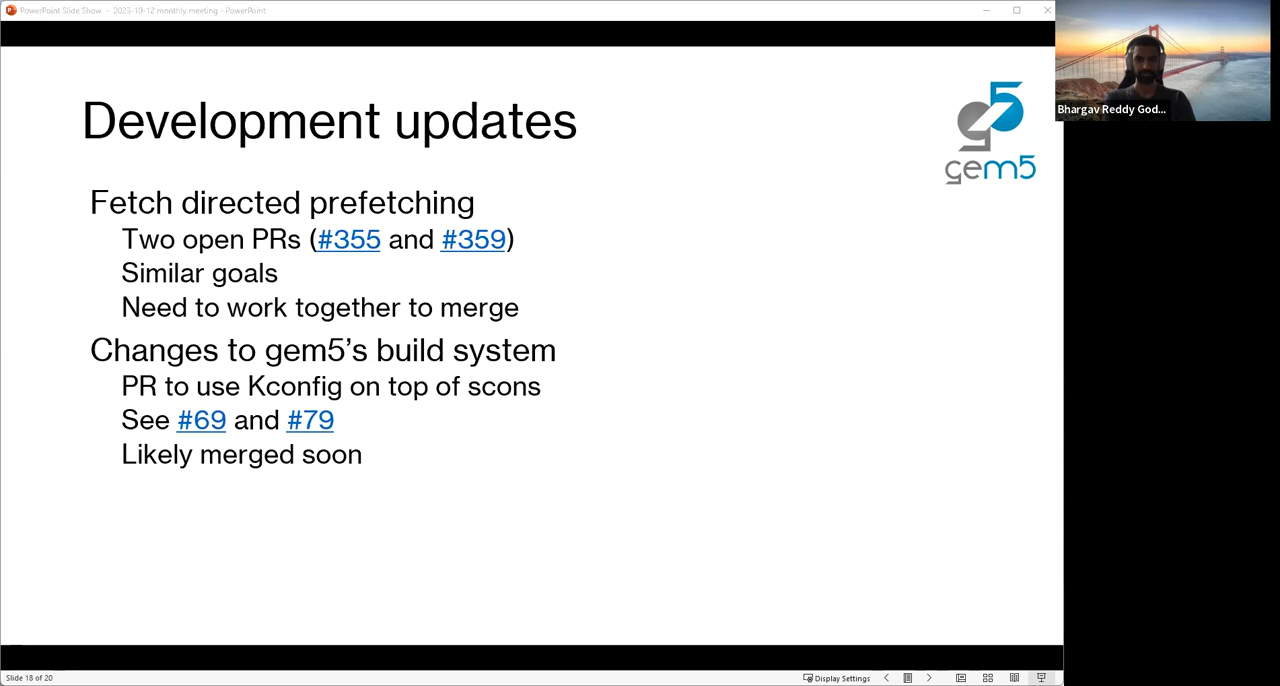 PowerPoint Slide Show - 2023-10-12 monthly meeting - PowerPoint
Bhargav Reddy God...
Development updates
gem5
Fetch directed prefetching
Two open PRs (#355 and #359)
Similar goals
Need to work together to merge
Changes to gem5’s build system
PR to use Kconfig on top of scons
See #69 and #79
Likely merged soon
Slide 18 of 20
Display Settings